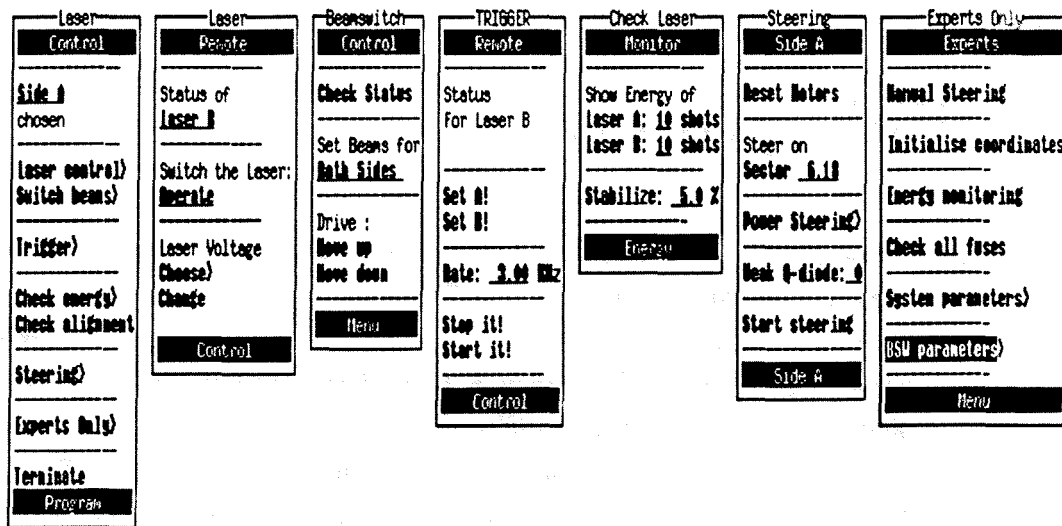 Laser
Control
Side A
chosen
Laser control>
Switch beams>
Trigger>
Check energy>
Check alignment
Steering>
Experts Only>
Terminate
Program
Laser
Remote
Status of
Laser B
Switch the Laser:
Operate
Laser Voltage
Choose>
Change
Control
Beamswitch
Control
Check Status
Set Beams for
Both Sides
Drive :
Move up
Move down
Menu
TRIGGER
Remote
Status
For Laser B
Set A!
Set B!
Rate: 3.00 KHz
Stop it!
Start it!
Control
Check Laser
Monitor
Show Energy of
Laser A: 10 shots
Laser B: 10 shots
Stabilize: 5.0 %
Energy
Steering
Side A
Reset Motors
Steer on
Sector 6.18
Power Steering>
Weak Q-diode: 0
Start steering
Side A
Experts Only
Experts
Manual Steering
Initialise coordinates
Energy monitoring
Check all fuses
System parameters>
BSW parameters>
Menu